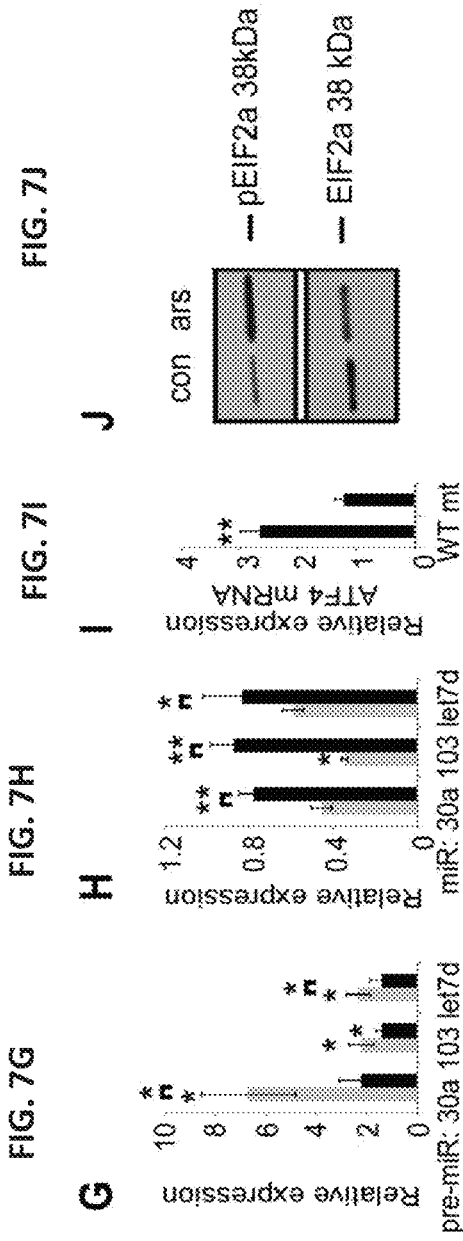 FIG. 7G
G
Relative expression
10
8
6
4
2
0
* *
*
* *
* *
*
pre-miR: 30a 103 let7d
FIG. 7H
H
Relative expression
1.2
0.8
0.4
0
**
**
*
*
miR: 30a 103 let7d
FIG. 7I
I
Relative expression
ATF4 mRNA
4
3
2
1
0
**
WT mt
FIG. 7J
J
con ars
pEIF2a 38kDa
EIF2a 38 kDa